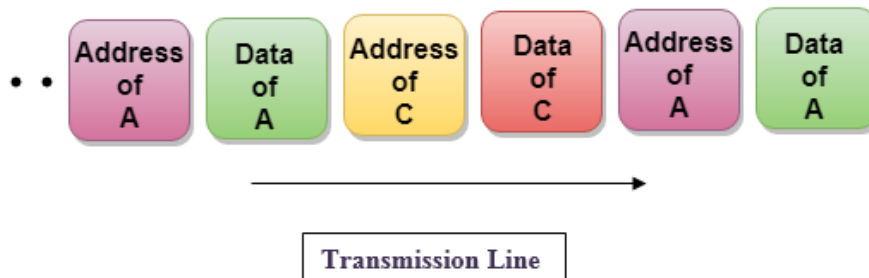 Address
of
A
Data
of
A
Address
of
C
Data
of
C
Address
of
A
Data
of
A
Transmission Line